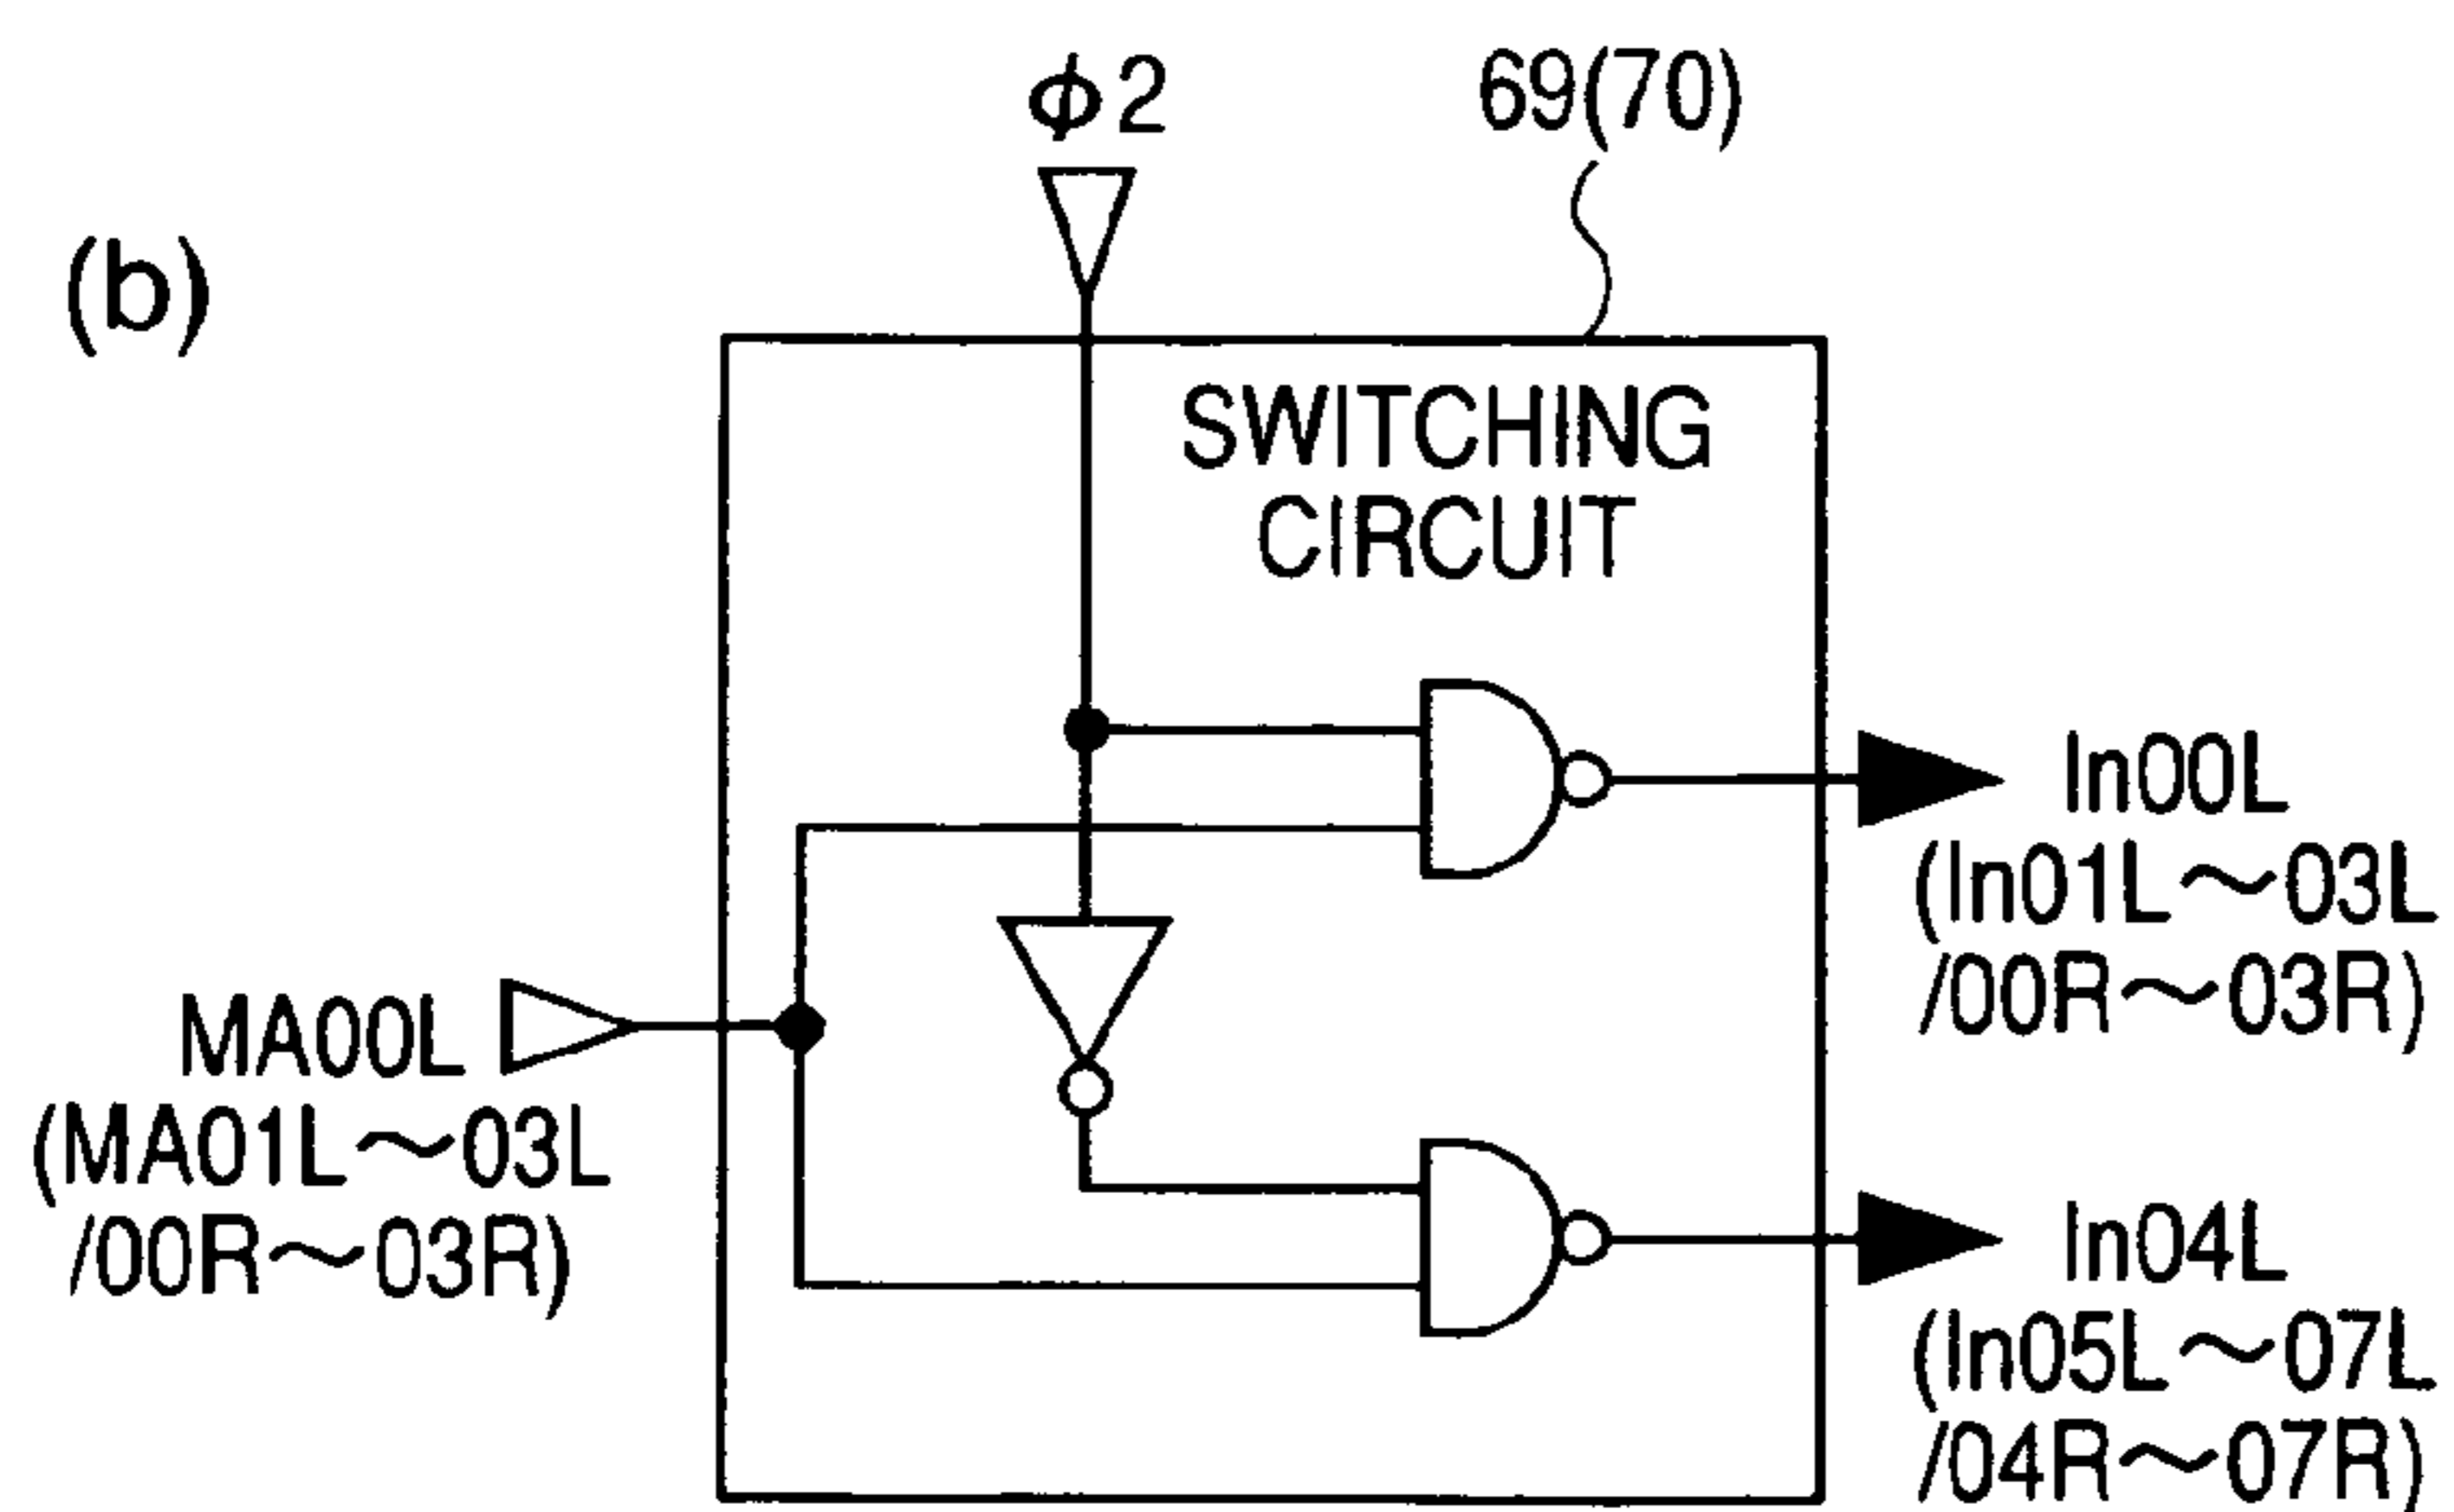 φ2
69(70)
(b)
SWITCHING
CIRCUIT
In00L
(In01L～03L
/00R～03R)
MA00L
(MA01L～03L
/00R～03R)
In04L
(In05L～07L
/04R～07R)